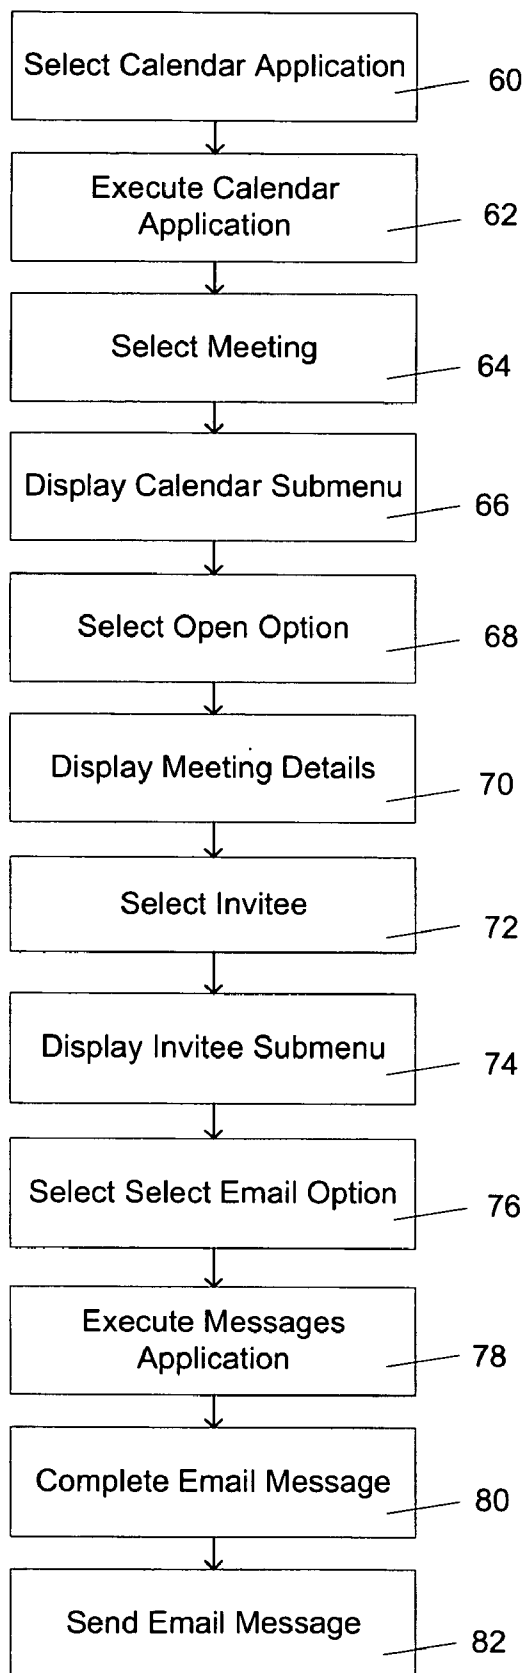 Select Calendar Application
60
Execute Calendar
Application
62
Select Meeting
64
Display Calendar Submenu
66
Select Open Option
68
Display Meeting Details
70
Select Invitee
72
Display Invitee Submenu
74
Select Select Email Option
76
Execute Messages
Application
78
Complete Email Message
80
Send Email Message
82